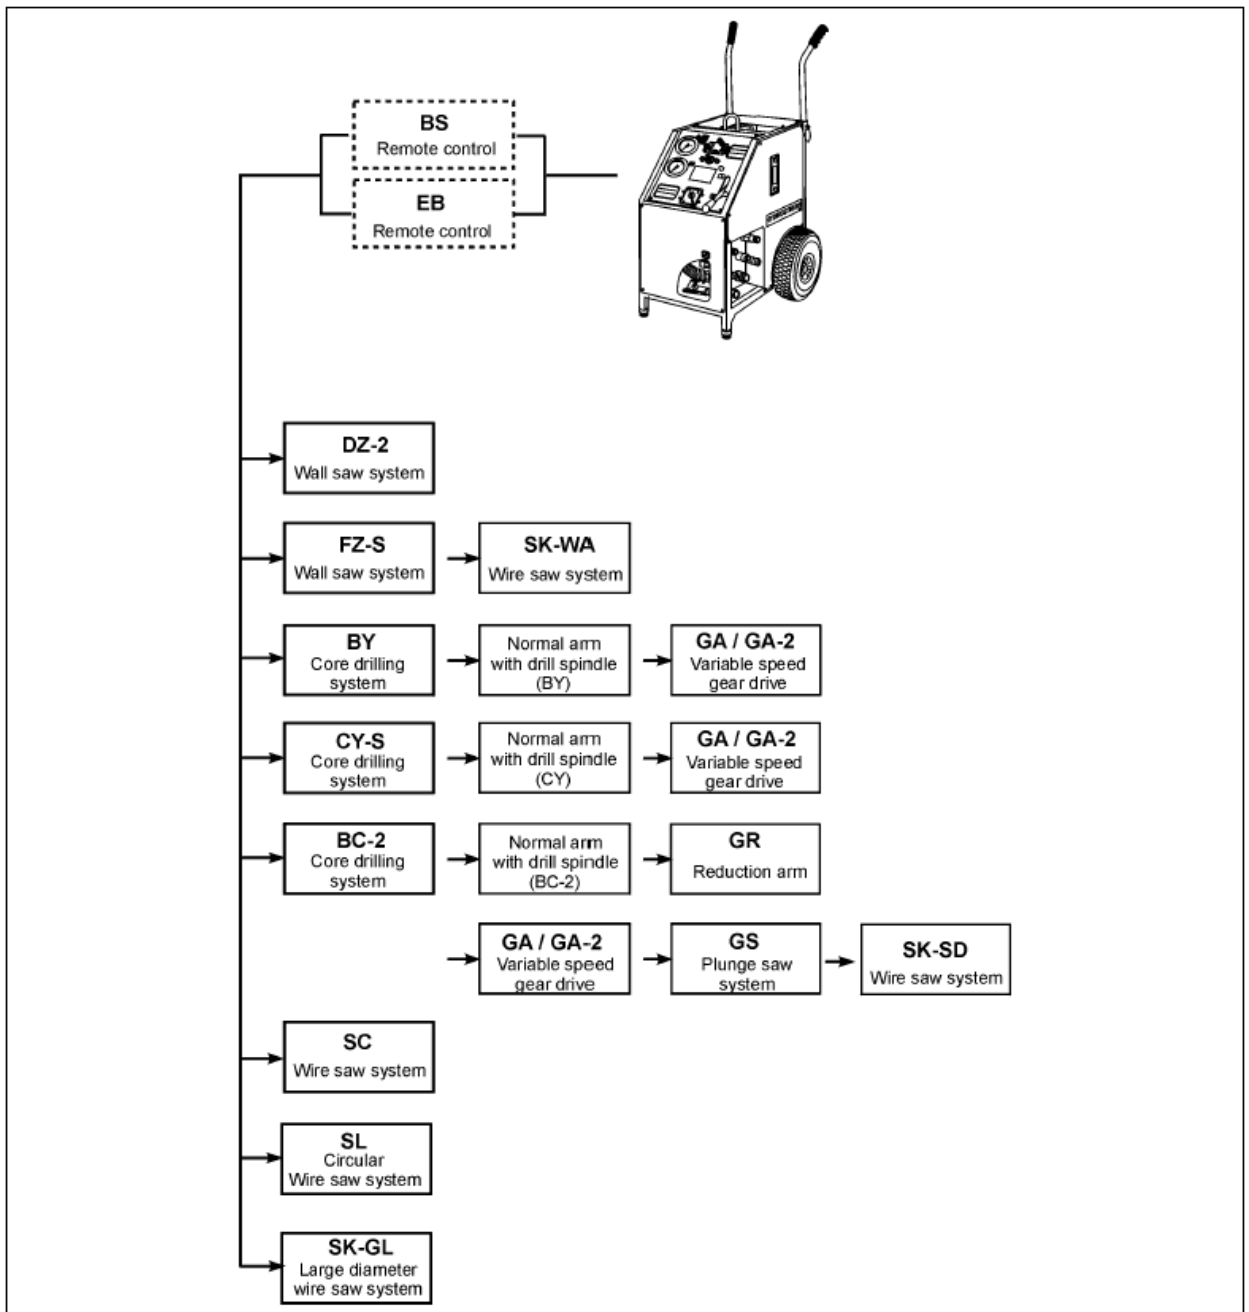 BS
Remote control
EB
Remote control
DZ-2
Wall saw system
FZ-S
Wall saw system
SK-WA
Wire saw system
BY
Core drilling
system
Normal arm
with drill spindle
(BY)
GA / GA-2
Variable speed
gear drive
CY-S
Core drilling
system
Normal arm
with drill spindle
(CY)
GA / GA-2
Variable speed
gear drive
BC-2
Core drilling
system
Normal arm
with drill spindle
(BC-2)
GR
Reduction arm
GA / GA-2
Variable speed
gear drive
GS
Plunge saw
system
SK-SD
Wire saw system
SC
Wire saw system
SL
Circular
Wire saw system
SK-GL
Large diameter
wire saw system